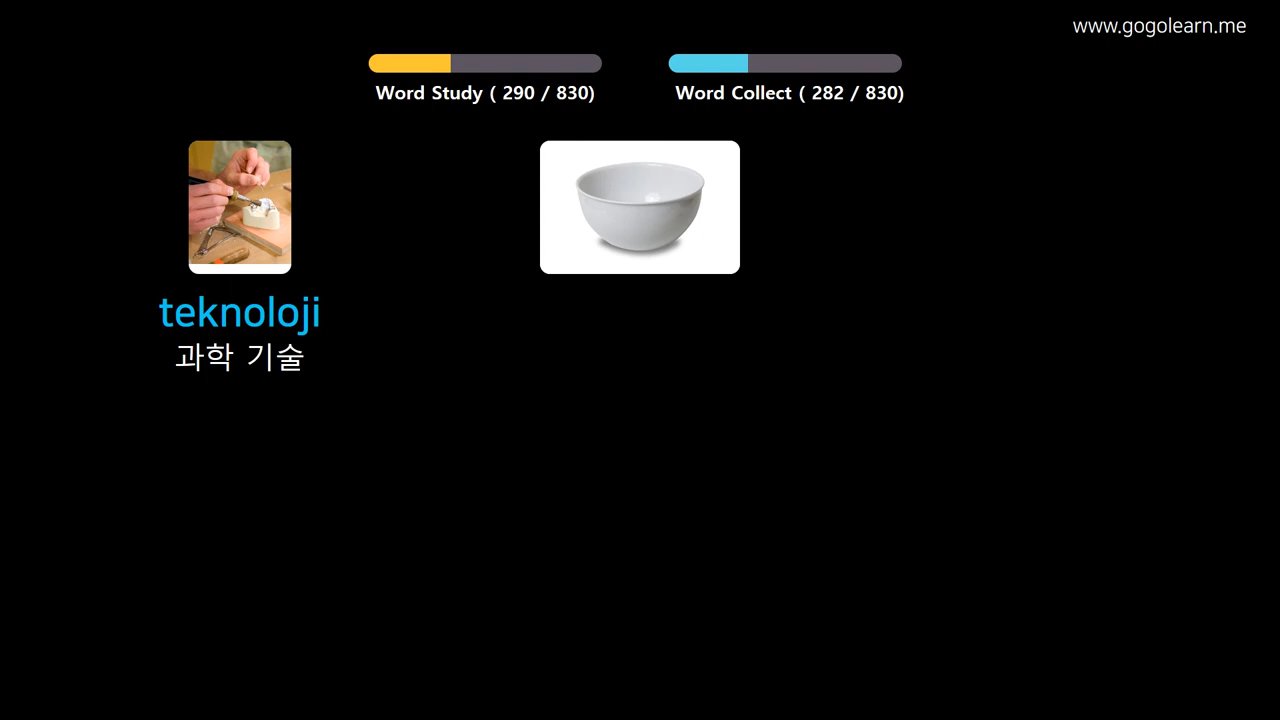 www.gogolearn.me
Word Study ( 290 / 830)
Word Collect ( 282 / 830)
teknoloji
과학 기술